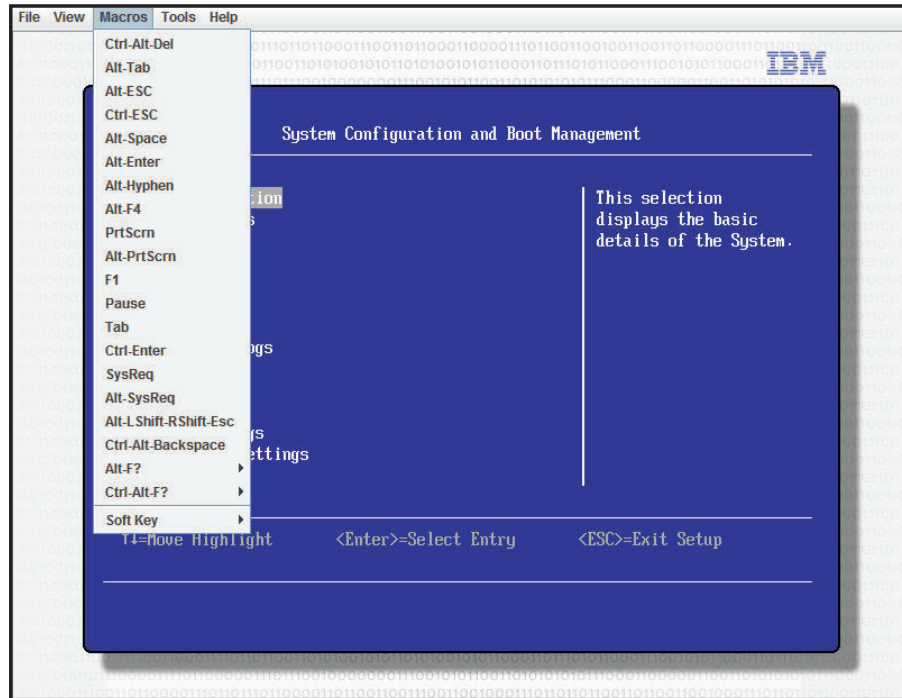 File View Macros Tools Help
Ctrl-Alt-Del
Alt-Tab
Alt-ESC
Ctrl-ESC
Alt-Space
Alt-Enter
Alt-Hyphen
Alt-F4
PrtScrn
Alt-PrtScrn
F1
Pause
Tab
Ctrl-Enter
SysReq
Alt-SysReq
Alt-LShift-RShift-Esc
Ctrl-Alt-Backspace
Alt-F?
Ctrl-Alt-F?
Soft Key
IBM
System Configuration and Boot Management
tion
s
ngs
gs
ettings
This selection
displays the basic
details of the System.
↑↓=Move Highlight <Enter>=Select Entry <ESC>=Exit Setup